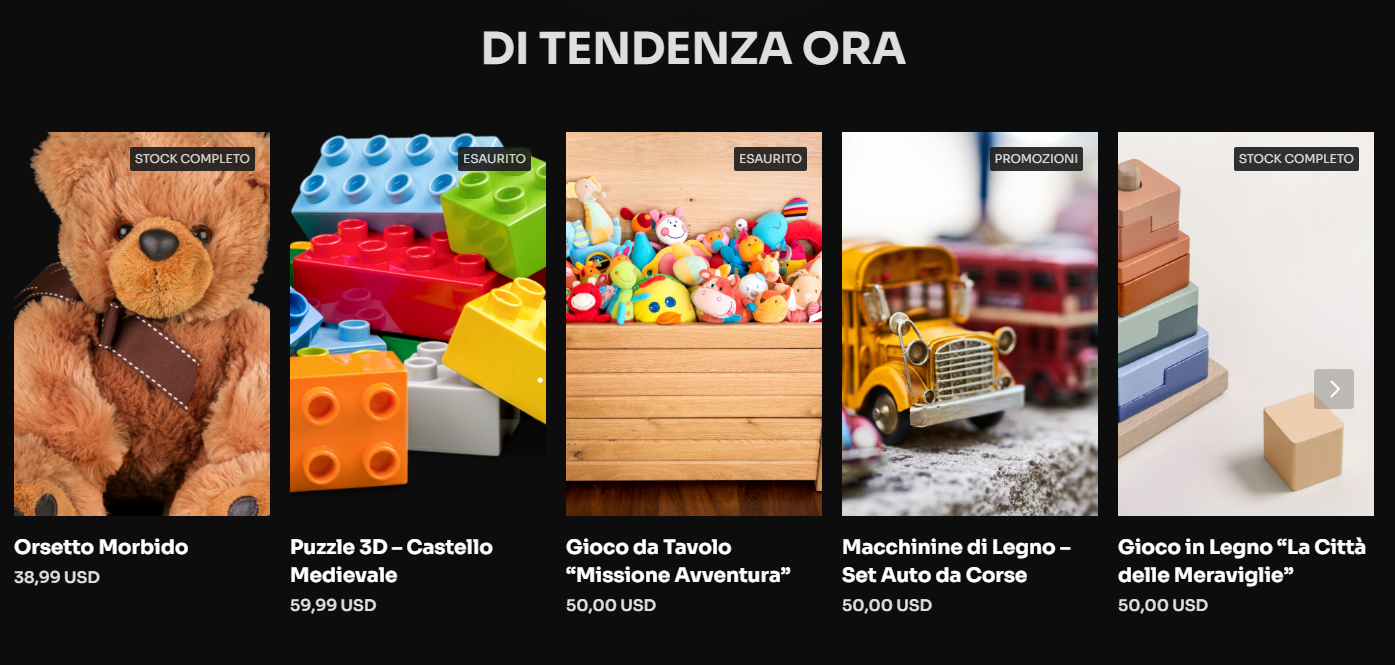 DI TENDENZA ORA
STOCK COMPLETO
ESAURITO
ESAURITO
PROMOZIONI
STOCK COMPLETO
Orsetto Morbido
38,99 USD
Puzzle 3D – Castello
Medievale
59,99 USD
Gioco da Tavolo
“Missione Avventura”
50,00 USD
Macchinine di Legno –
Set Auto da Corse
50,00 USD
Gioco in Legno “La Città
delle Meraviglie”
50,00 USD